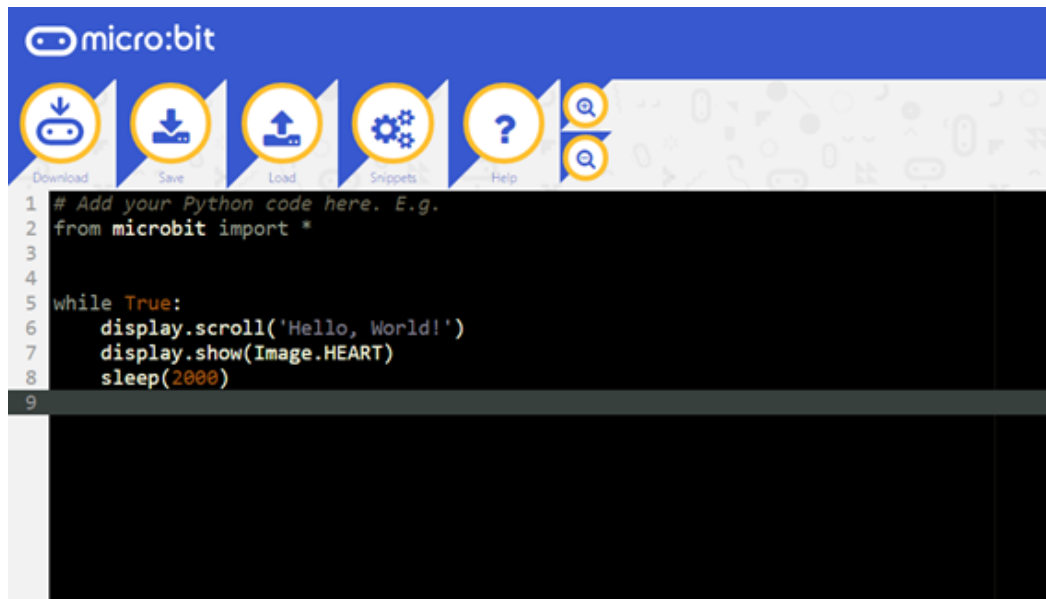 micro:bit
Download Save Load Snippets Help
1 # Add your Python code here. E.g.
2 from microbit import *
3
4
5 while True:
6     display.scroll('Hello, World!')
7     display.show(Image.HEART)
8     sleep(2000)
9